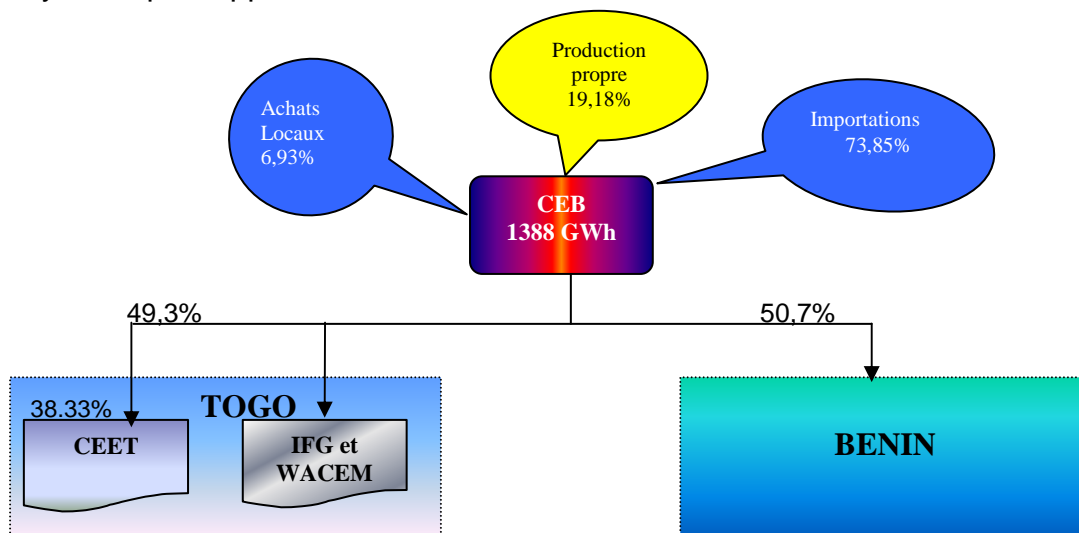 Production
propre
19,18%
Achats
Locaux
6,93%
Importations
73,85%
CEB
1388 GWh
49,3%
50,7%
TOGO
38.33%
CEET
IFG et
WACEM
BENIN